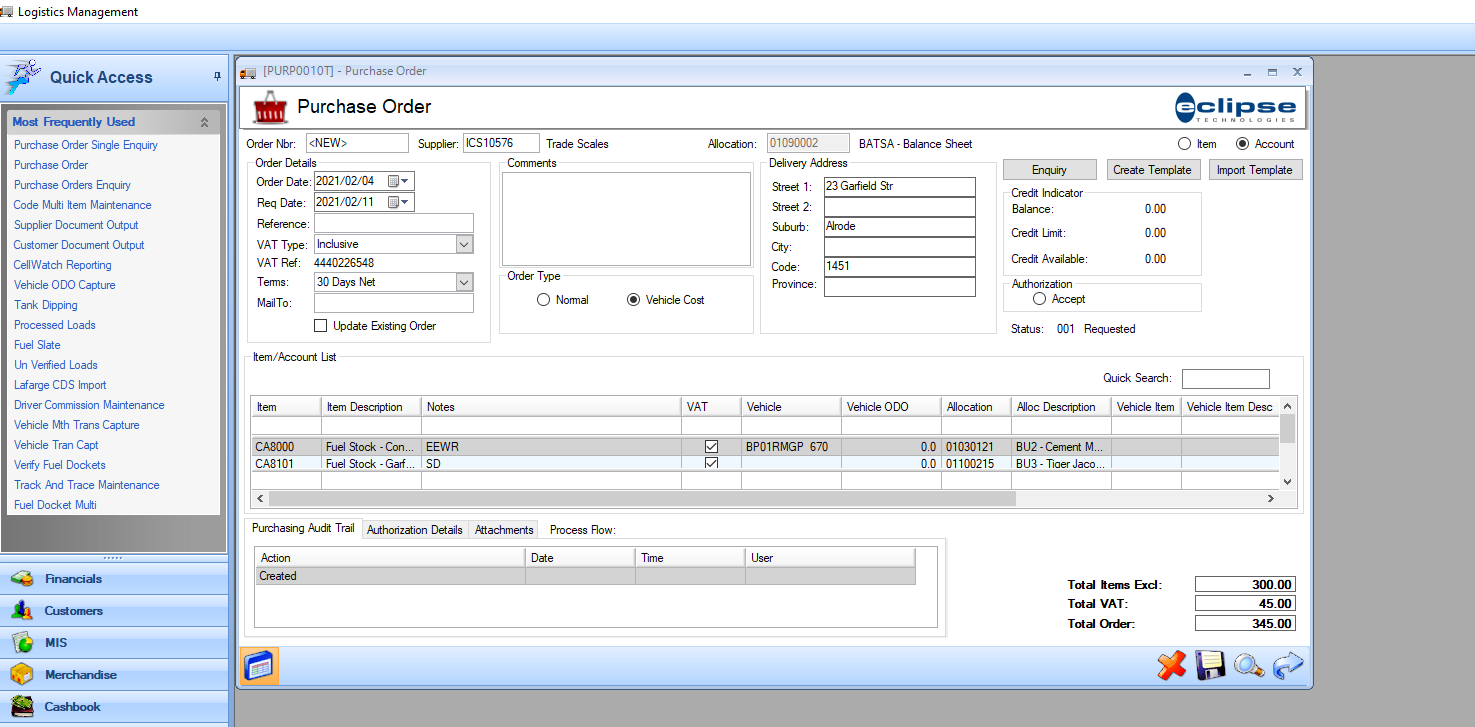 Logistics Management
Quick Access
Most Frequently Used
Purchase Order Single Enquiry
Purchase Order
Purchase Orders Enquiry
Code Multi Item Maintenance
Supplier Document Output
Customer Document Output
CellWatch Reporting
Vehicle ODO Capture
Tank Dipping
Processed Loads
Fuel Slate
Un Verified Loads
Lafarge CDS Import
Driver Commission Maintenance
Vehicle Mth Trans Capture
Vehicle Tran Capt
Verify Fuel Dockets
Track And Trace Maintenance
Fuel Docket Multi
Financials
Customers
MIS
Merchandise
Cashbook
[PURP0010T] - Purchase Order
Purchase Order
eclipse
TECHNOLOGIES
Order Nbr: <NEW> Supplier: ICS10576 Trade Scales Allocation: 01090002 BATSA - Balance Sheet Item Account
Order Details
Order Date: 2021/02/04
Req Date: 2021/02/11
Reference:
VAT Type: Inclusive
VAT Ref: 4440226548
Terms: 30 Days Net
MailTo:
Update Existing Order
Comments
Order Type
Normal Vehicle Cost
Delivery Address
Street 1: 23 Garfield Str
Street 2:
Suburb: Alrode
City:
Code: 1451
Province:
Enquiry Create Template Import Template
Credit Indicator
Balance: 0.00
Credit Limit: 0.00
Credit Available: 0.00
Authorization
Accept
Status: 001 Requested
Item/Account List
Quick Search:
Item Item Description Notes VAT Vehicle Vehicle ODO Allocation Alloc Description Vehicle Item Vehicle Item Desc
CA8000 Fuel Stock - Con... EEWR BP01RMGP 670 0.0 01030121 BU2 - Cement M...
CA8101 Fuel Stock - Garf... SD 0.0 01100215 BU3 - Tiger Jaco...
Purchasing Audit Trail Authorization Details Attachments Process Flow:
Action Date Time User
Created
Total Items Excl: 300.00
Total VAT: 45.00
Total Order: 345.00